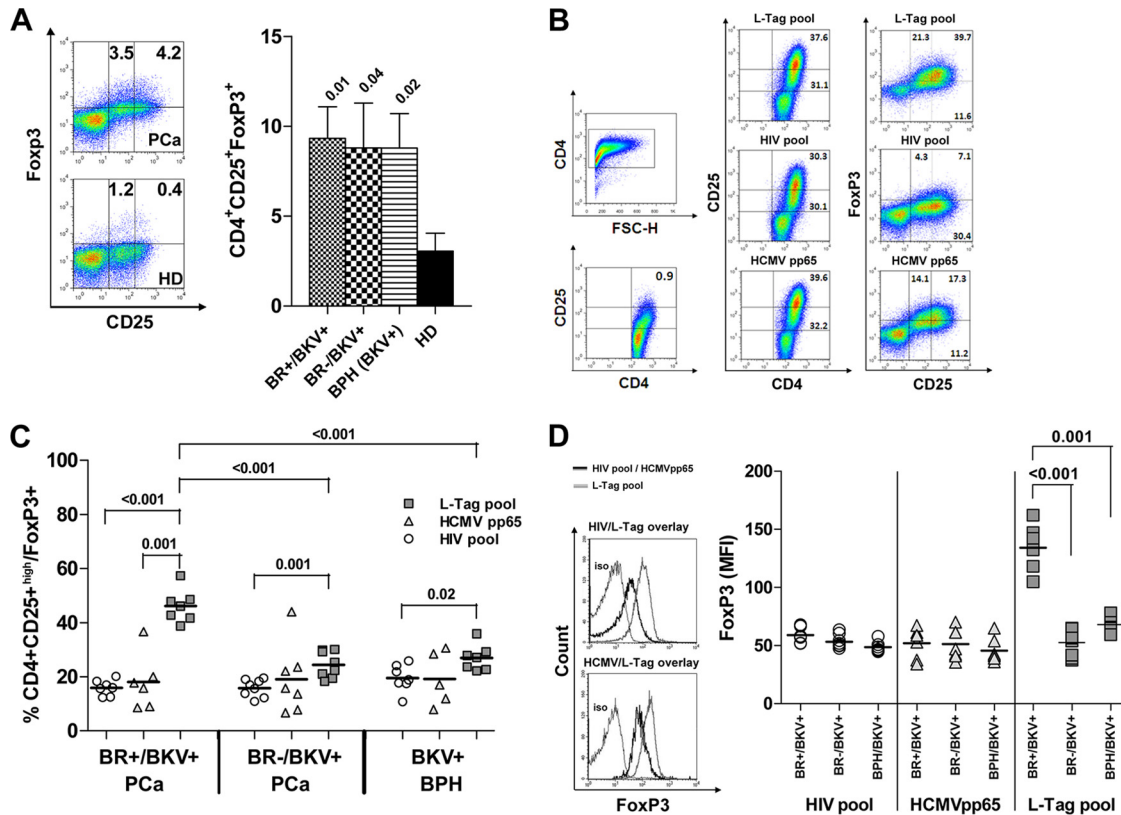 A
3.5 4.2
PCa
1.2 0.4
HD
Foxp3
CD25
15
10
5
0
CD4+CD25+FoxP3+
0.01
0.04
0.02
BR+/BKV+
BR-/BKV+
BPH (BKV+)
HD
B
CD4
FSC-H
0 200 400 600 800 1K
0.9
CD25
CD4
L-Tag pool
37.6
31.1
HIV pool
30.3
30.1
HCMV pp65
39.6
32.2
CD25
CD4
L-Tag pool
21.3 39.7
11.6
HIV pool
4.3 7.1
30.4
HCMV pp65
14.1 17.3
11.2
FoxP3
CD25
C
% CD4+CD25+high/FoxP3+
100
80
60
40
20
0
<0.001
<0.001
<0.001
0.001
0.001
0.02
L-Tag pool
HCMV pp65
HIV pool
BR+/BKV+
PCa
BR-/BKV+
PCa
BKV+
BPH
D
HIV pool / HCMVpp65
L-Tag pool
HIV/L-Tag overlay
iso
HCMV/L-Tag overlay
iso
Count
FoxP3
FoxP3 (MFI)
200
150
100
50
0
0.001
<0.001
BR+/BKV+
BR-/BKV+
BPH/BKV+
BR+/BKV+
BR-/BKV+
BPH/BKV+
BR+/BKV+
BR-/BKV+
BPH/BKV+
HIV pool
HCMVpp65
L-Tag pool